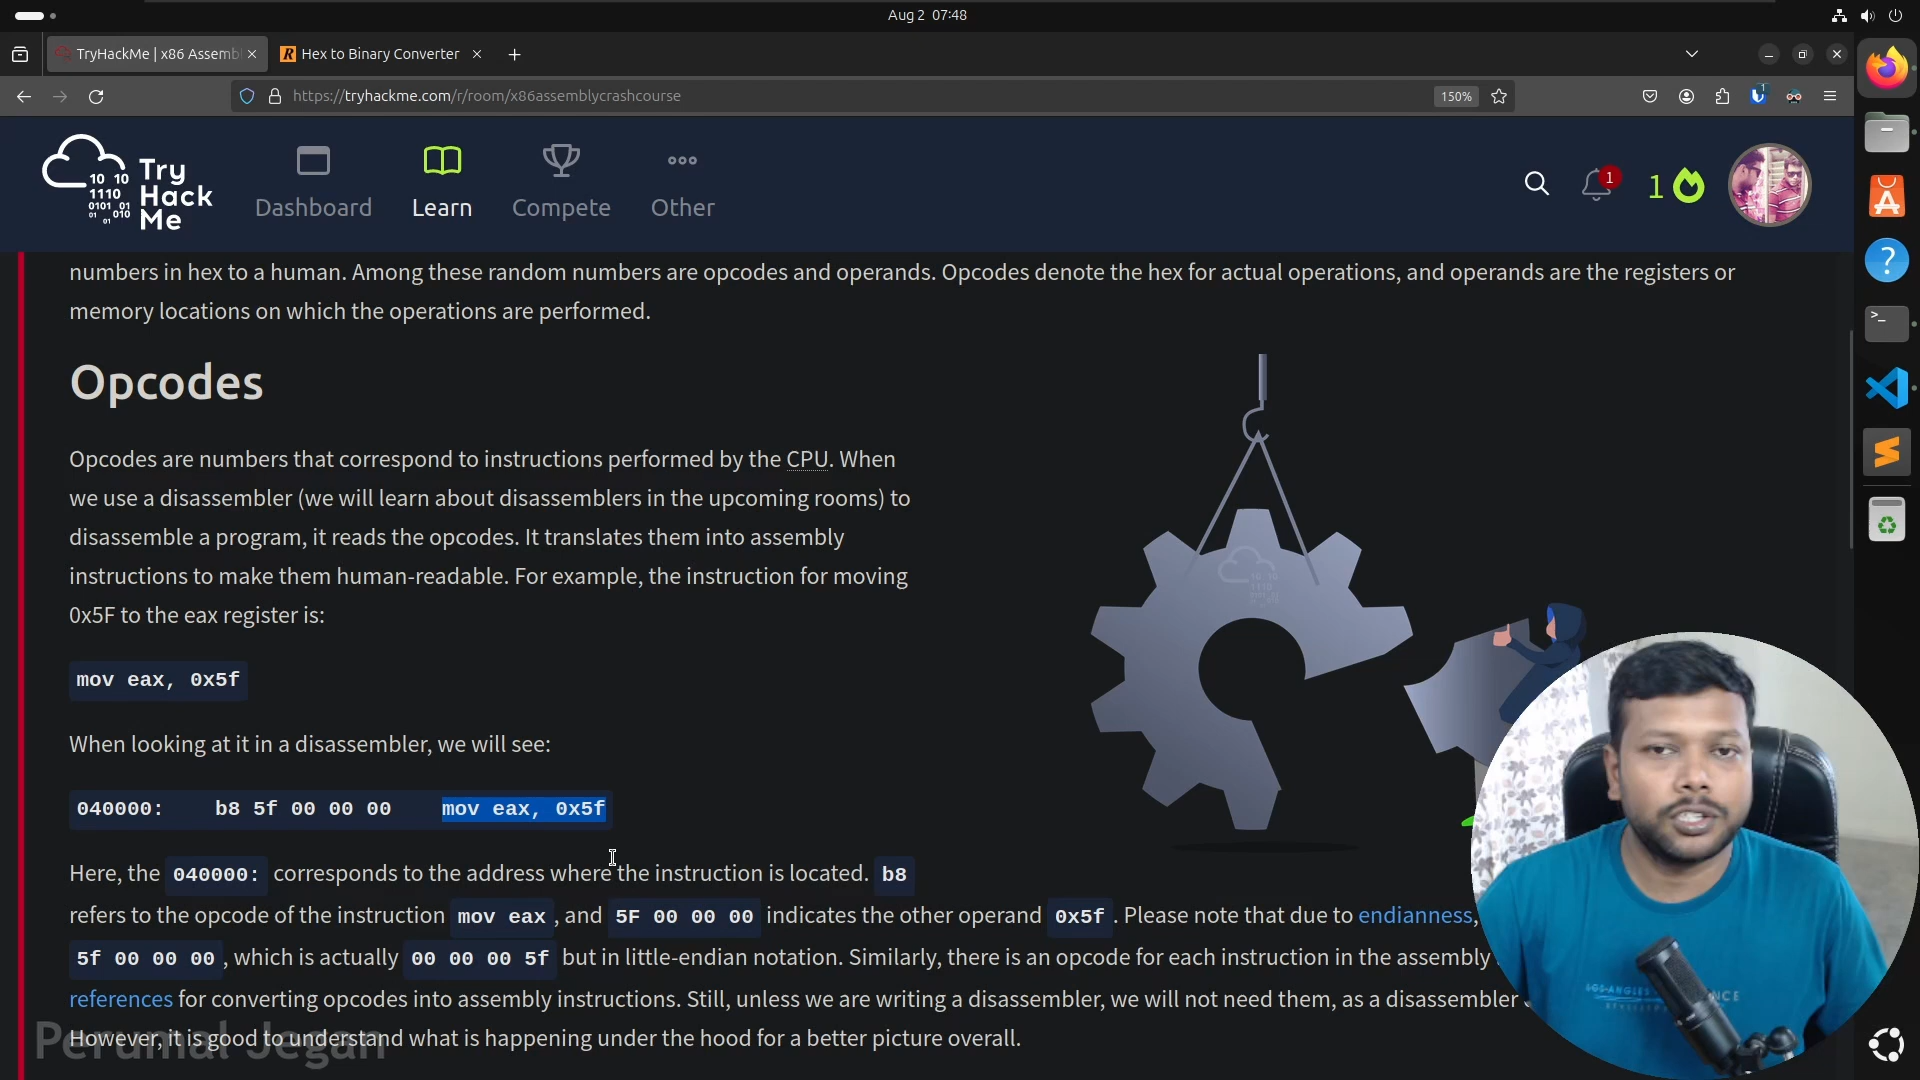 Aug 2 07:48
TryHackMe | x86 Assemb
Hex to Binary Converter
https://tryhackme.com/r/room/x86assemblycrashcourse
150%
1
10 10
1110
0101 01
01 010
01
Try
Hack
Me
Dashboard
Learn
Compete
Other
1
1
numbers in hex to a human. Among these random numbers are opcodes and operands. Opcodes denote the hex for actual operations, and operands are the registers or
memory locations on which the operations are performed.
Opcodes
Opcodes are numbers that correspond to instructions performed by the CPU. When
we use a disassembler (we will learn about disassemblers in the upcoming rooms) to
disassemble a program, it reads the opcodes. It translates them into assembly
instructions to make them human-readable. For example, the instruction for moving
0x5F to the eax register is:
mov eax, 0x5f
When looking at it in a disassembler, we will see:
040000: b8 5f 00 00 00 mov eax, 0x5f
Here, the 040000: corresponds to the address where the instruction is located. b8
refers to the opcode of the instruction mov eax, and 5F 00 00 00 indicates the other operand 0x5f. Please note that due to endianness,
5f 00 00 00, which is actually 00 00 00 5f but in little-endian notation. Similarly, there is an opcode for each instruction in the assembly
references for converting opcodes into assembly instructions. Still, unless we are writing a disassembler, we will not need them, as a disassembler
However, it is good to understand what is happening under the hood for a better picture overall.
Perumal Jegan